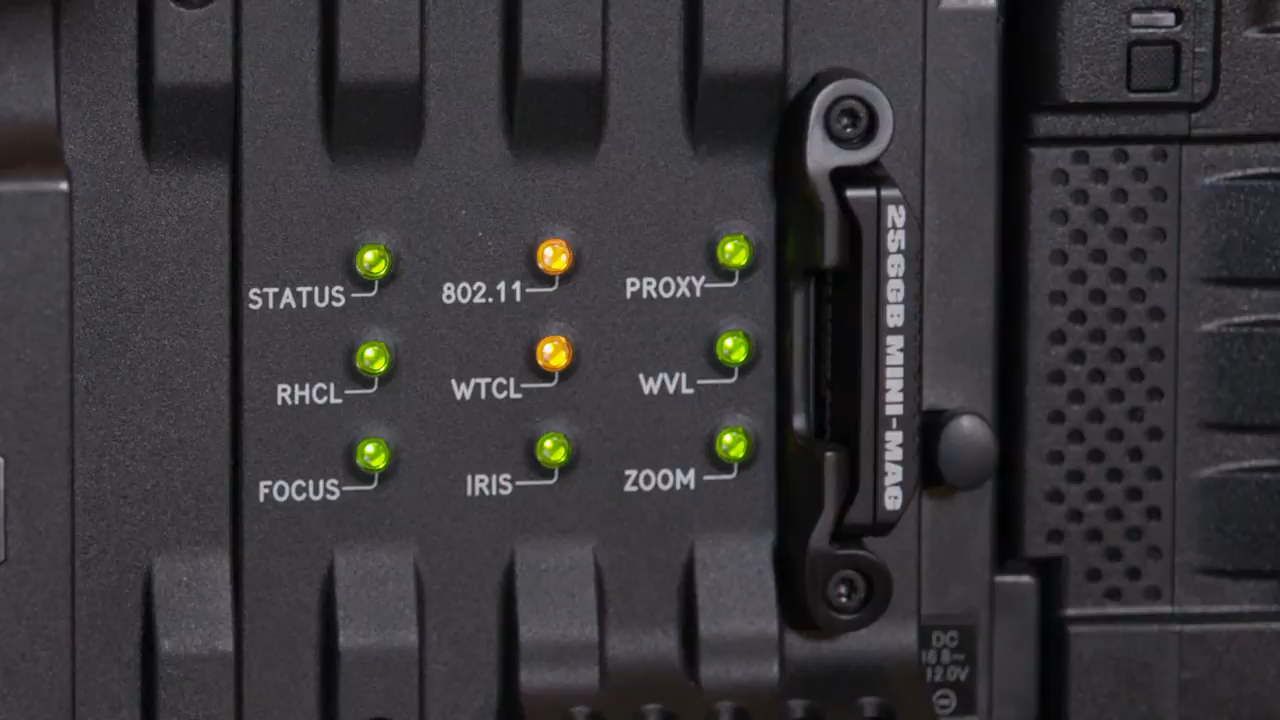 STATUS
802.11
PROXY
RHCL
WTCL
WVL
FOCUS
IRIS
ZOOM
256GB MINI-MAG
DC
12.0V